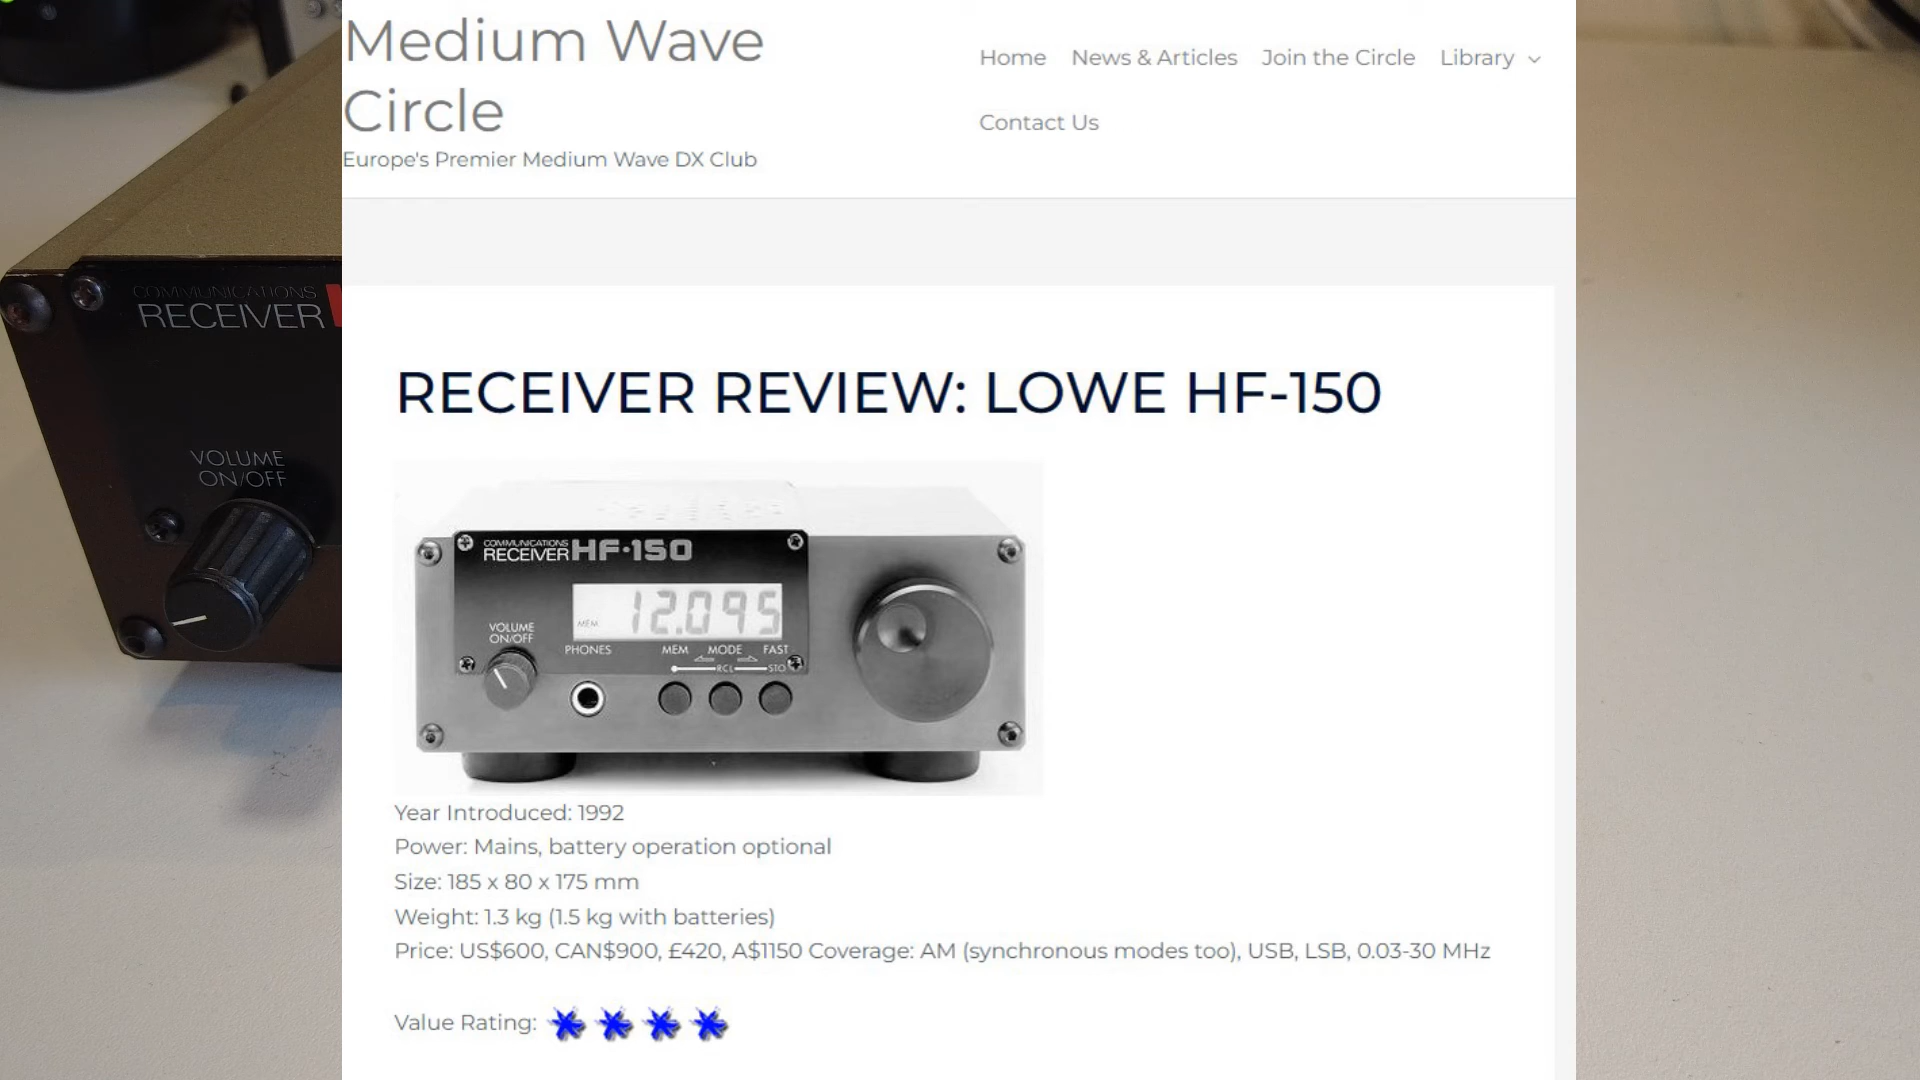 Medium Wave
Circle
Europe's Premier Medium Wave DX Club
Home News & Articles Join the Circle Library
Contact Us
COMMUNICATIONS
RECEIVER
VOLUME
ON/OFF
RECEIVER REVIEW: LOWE HF-150
COMMUNICATIONS
RECEIVER HF·150
12.095
MEM
VOLUME
ON/OFF
PHONES
MEM MODE FAST
RCL STO
Year Introduced: 1992
Power: Mains, battery operation optional
Size: 185 x 80 x 175 mm
Weight: 1.3 kg (1.5 kg with batteries)
Price: US$600, CAN$900, £420, A$1150 Coverage: AM (synchronous modes too), USB, LSB, 0.03-30 MHz
Value Rating: